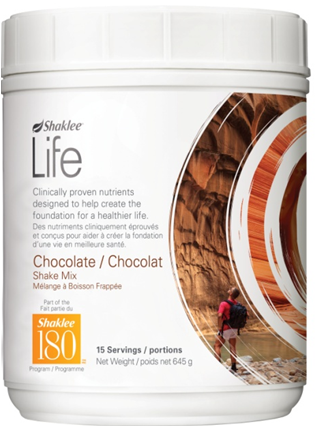 Shaklee
Life
Clinically proven nutrients
designed to help create the
foundation for a healthier life.
Des nutriments cliniquement éprouvés
et conçus pour aider à créer la fondation
d'une vie en meilleure santé.
Chocolate / Chocolat
Shake Mix
Mélange à Boisson Frappée
Part of the
Fait partie du
Shaklee
180
Program / Programme
15 Servings / portions
Net Weight / poids net 645 g